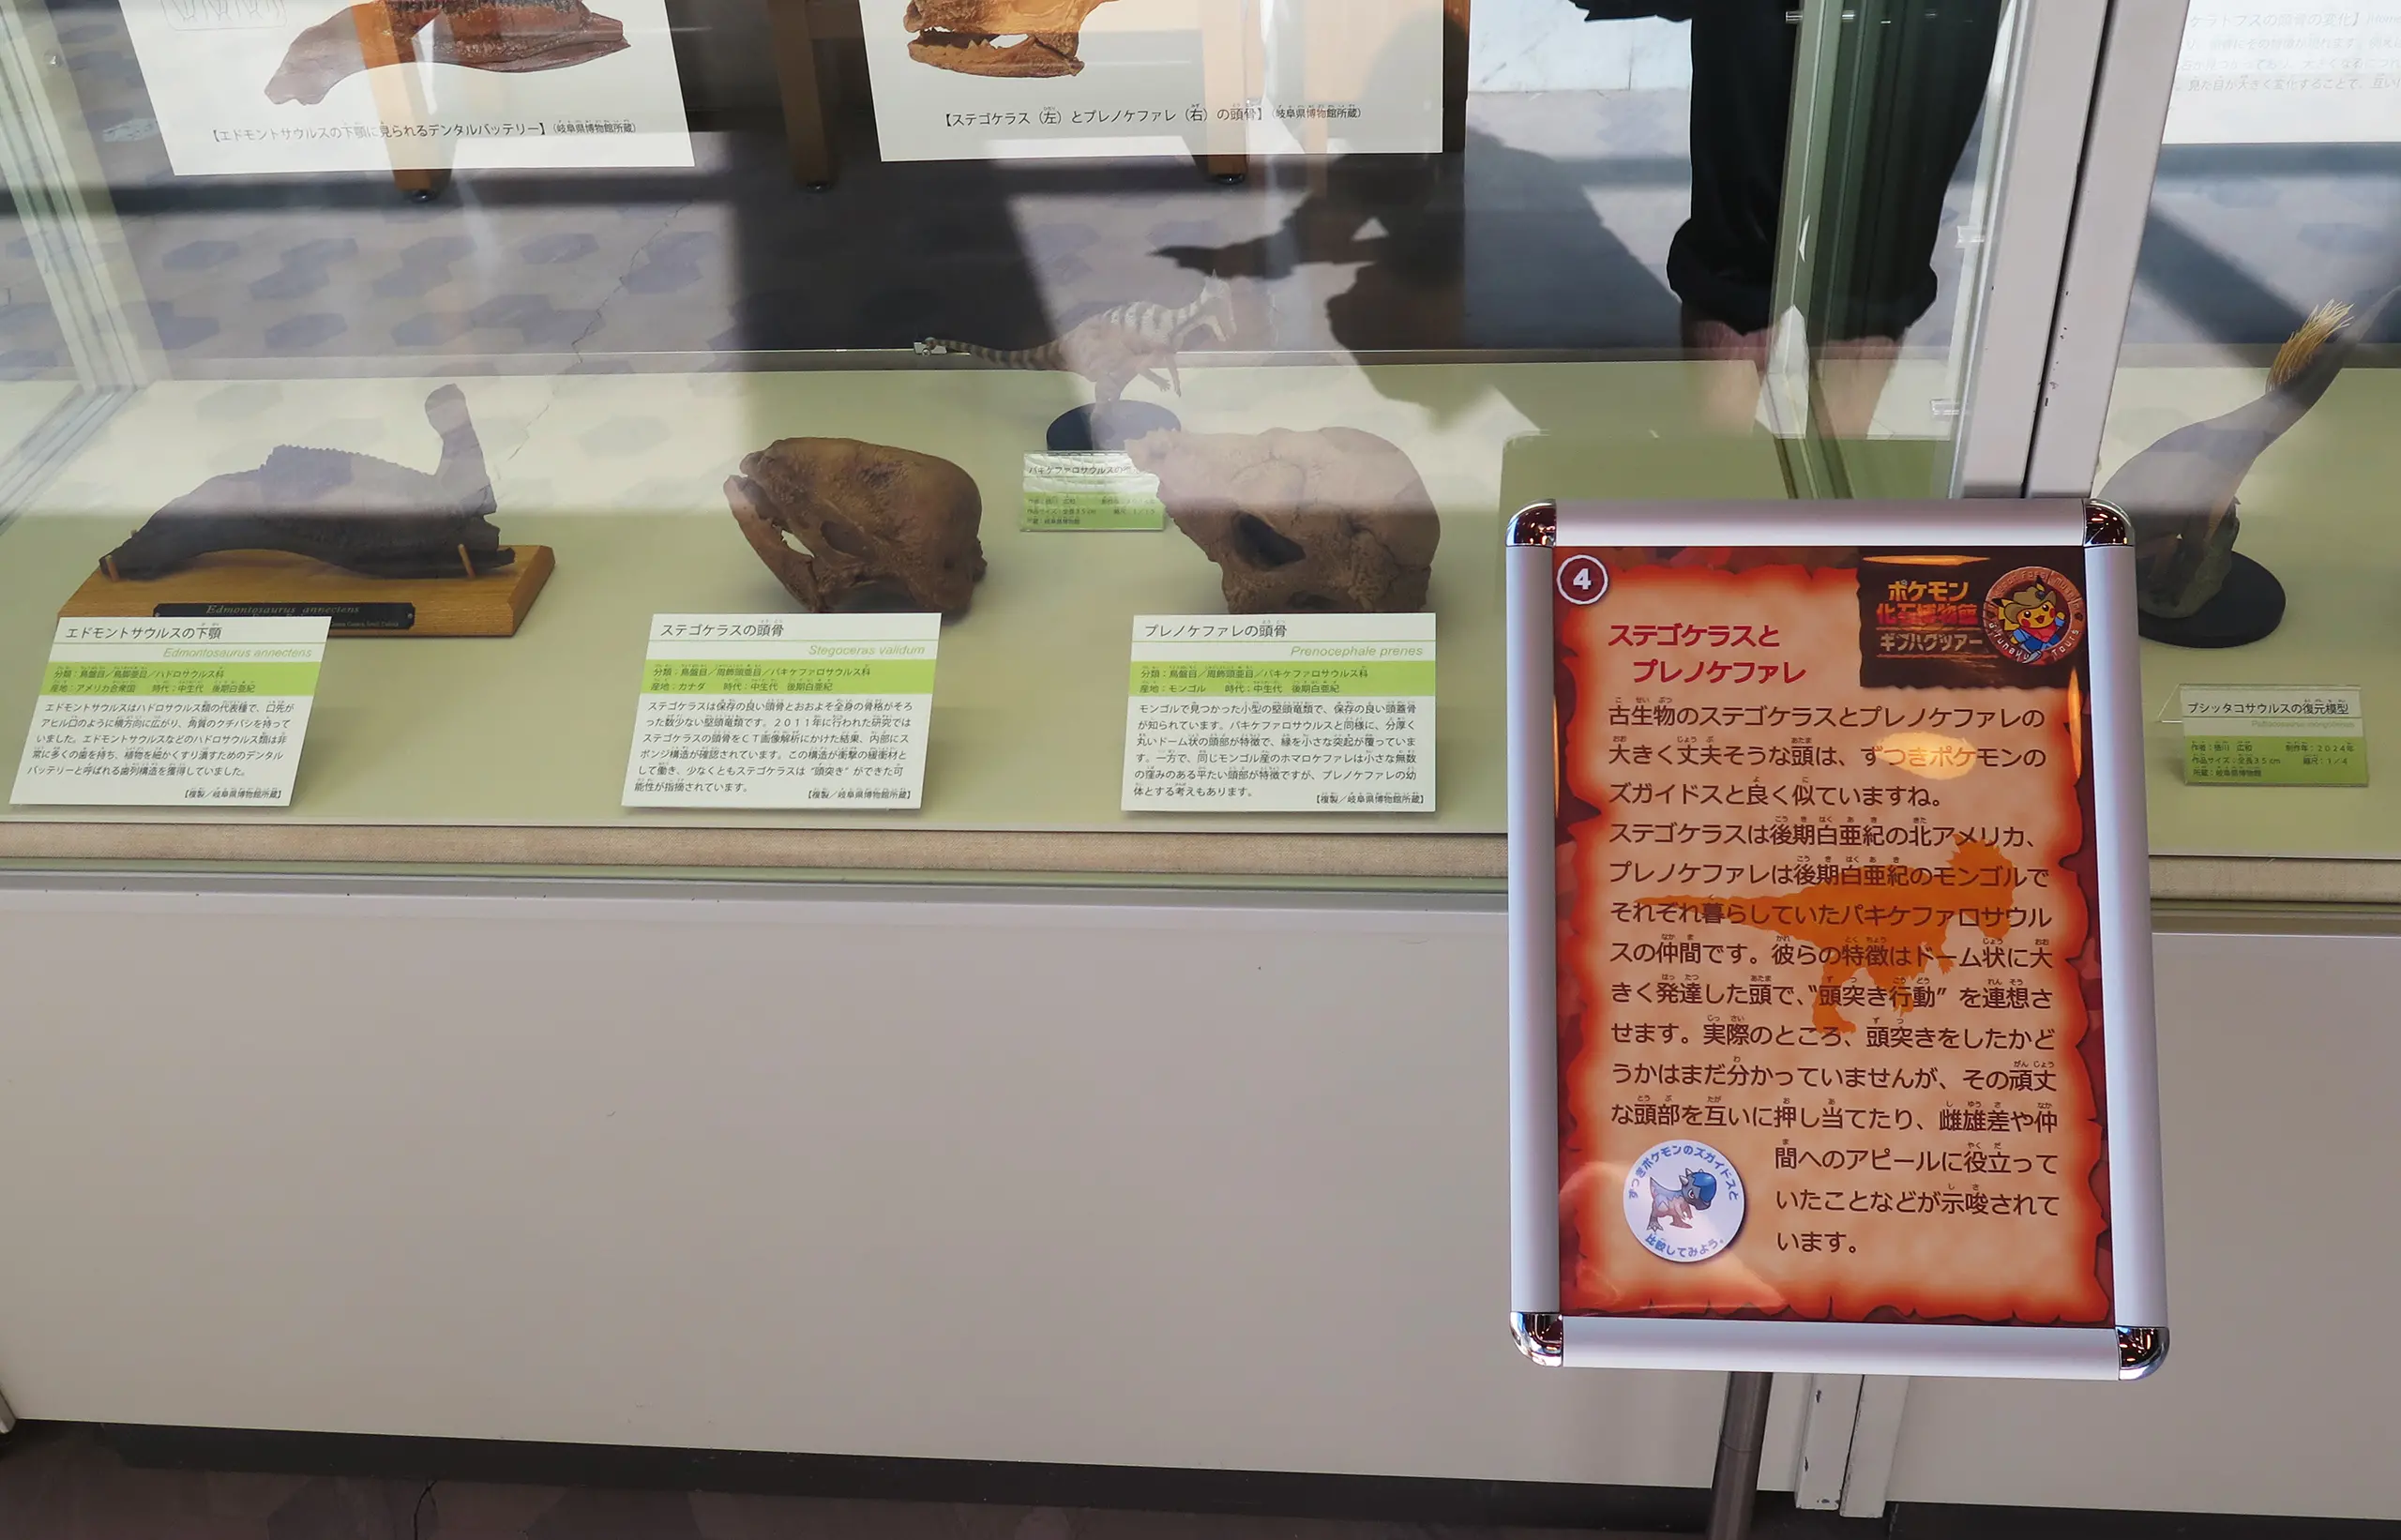 【エドモントサウルスの下顎に見られるデンタルバッテリー】(岐阜県博物館所蔵)
【ステゴケラス(左)とプレノケファレ(右)の頭骨】(岐阜県博物館所蔵)
Edmontosaurus annectens
エドモントサウルスの下顎
Edmontosaurus annectens
分類:鳥盤目/鳥脚亜目/ハドロサウルス科
産地:アメリカ合衆国 時代:中生代 後期白亜紀
エドモントサウルスはハドロサウルス類の代表種で、口先が
アヒル口のように横方向に広がり、角質のクチバシを持って
いました。エドモントサウルスなどのハドロサウルス類は非
常に多くの歯を持ち、植物を細かくすり潰すためのデンタル
バッテリーと呼ばれる歯列構造を獲得していました。
【複製/岐阜県博物館所蔵】
ステゴケラスの頭骨
Stegoceras validum
分類:鳥盤目/周飾頭亜目/パキケファロサウルス科
産地:カナダ 時代:中生代 後期白亜紀
ステゴケラスは保存の良い頭骨とおおよそ全身の骨格がそろ
った数少ない堅頭竜類です。2011年に行われた研究では
ステゴケラスの頭骨をCT画像解析にかけた結果、内部にス
ポンジ構造が確認されています。この構造が衝撃の緩衝材と
して働き、少なくともステゴケラスは“頭突き”ができた可
能性が指摘されています。
【複製/岐阜県博物館所蔵】
パキケファロサウルスの
作品サイズ:全長35cm
所蔵:岐阜県博物館
プレノケファレの頭骨
Prenocephale prenes
分類:鳥盤目/周飾頭亜目/パキケファロサウルス科
産地:モンゴル 時代:中生代 後期白亜紀
モンゴルで見つかった小型の堅頭竜類で、保存の良い頭蓋骨
が知られています。パキケファロサウルスと同様に、分厚く
丸いドーム状の頭部が特徴で、縁を小さな突起が覆っていま
す。一方で、同じモンゴル産のホマロケファレは小さな無数
の窪みのある平たい頭部が特徴ですが、プレノケファレの幼
体とする考えもあります。
【複製/岐阜県博物館所蔵】
4
ポケモン
化石博物館
ギフハクツアー
ステゴケラスと
プレノケファレ
古生物のステゴケラスとプレノケファレの
大きく丈夫そうな頭は、ずつきポケモンの
ズガイドスと良く似ていますね。
ステゴケラスは後期白亜紀の北アメリカ、
プレノケファレは後期白亜紀のモンゴルで
それぞれ暮らしていたパキケファロサウル
スの仲間です。彼らの特徴はドーム状に大
きく発達した頭で、“頭突き行動”を連想さ
せます。実際のところ、頭突きをしたかど
うかはまだ分かっていませんが、その頑丈
な頭部を互いに押し当てたり、雌雄差や仲
間へのアピールに役立って
いたことなどが示唆されて
います。
ずつきポケモンのズガイドスと
比較してみよう。
プシッタコサウルスの復元模型
作者:徳川 広和 制作年:2024年
作品サイズ:全長35cm 縮尺:1/4
所蔵:岐阜県博物館